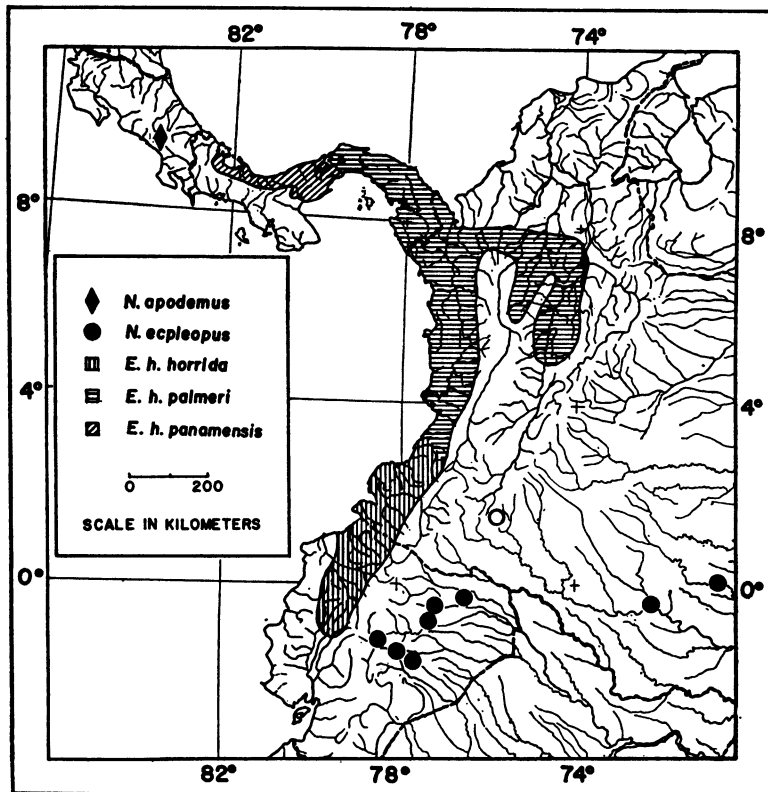 82° 78° 74°
8° 8°
N. apodemus
N. ecpleopus
E. h. horrida
E. h. palmeri
E. h. panamensis
4° 4°
0 200
SCALE IN KILOMETERS
0° 0°
82° 78° 74°